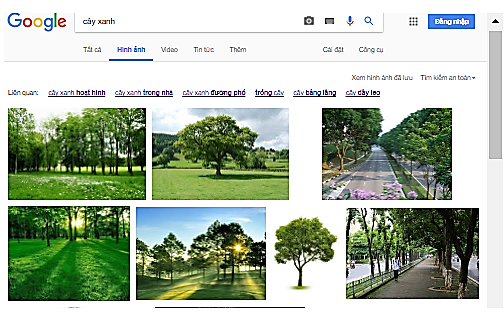 Google cây xanh Đăng nhập
Tất cả Hình ảnh Video Tin tức Thêm Cài đặt Công cụ
Xem hình ảnh đã lưu Tìm kiếm an toàn
Liên quan: cây xanh hoạt hình cây xanh trong nhà cây xanh đường phố trồng cây cây bằng lăng cây dây leo